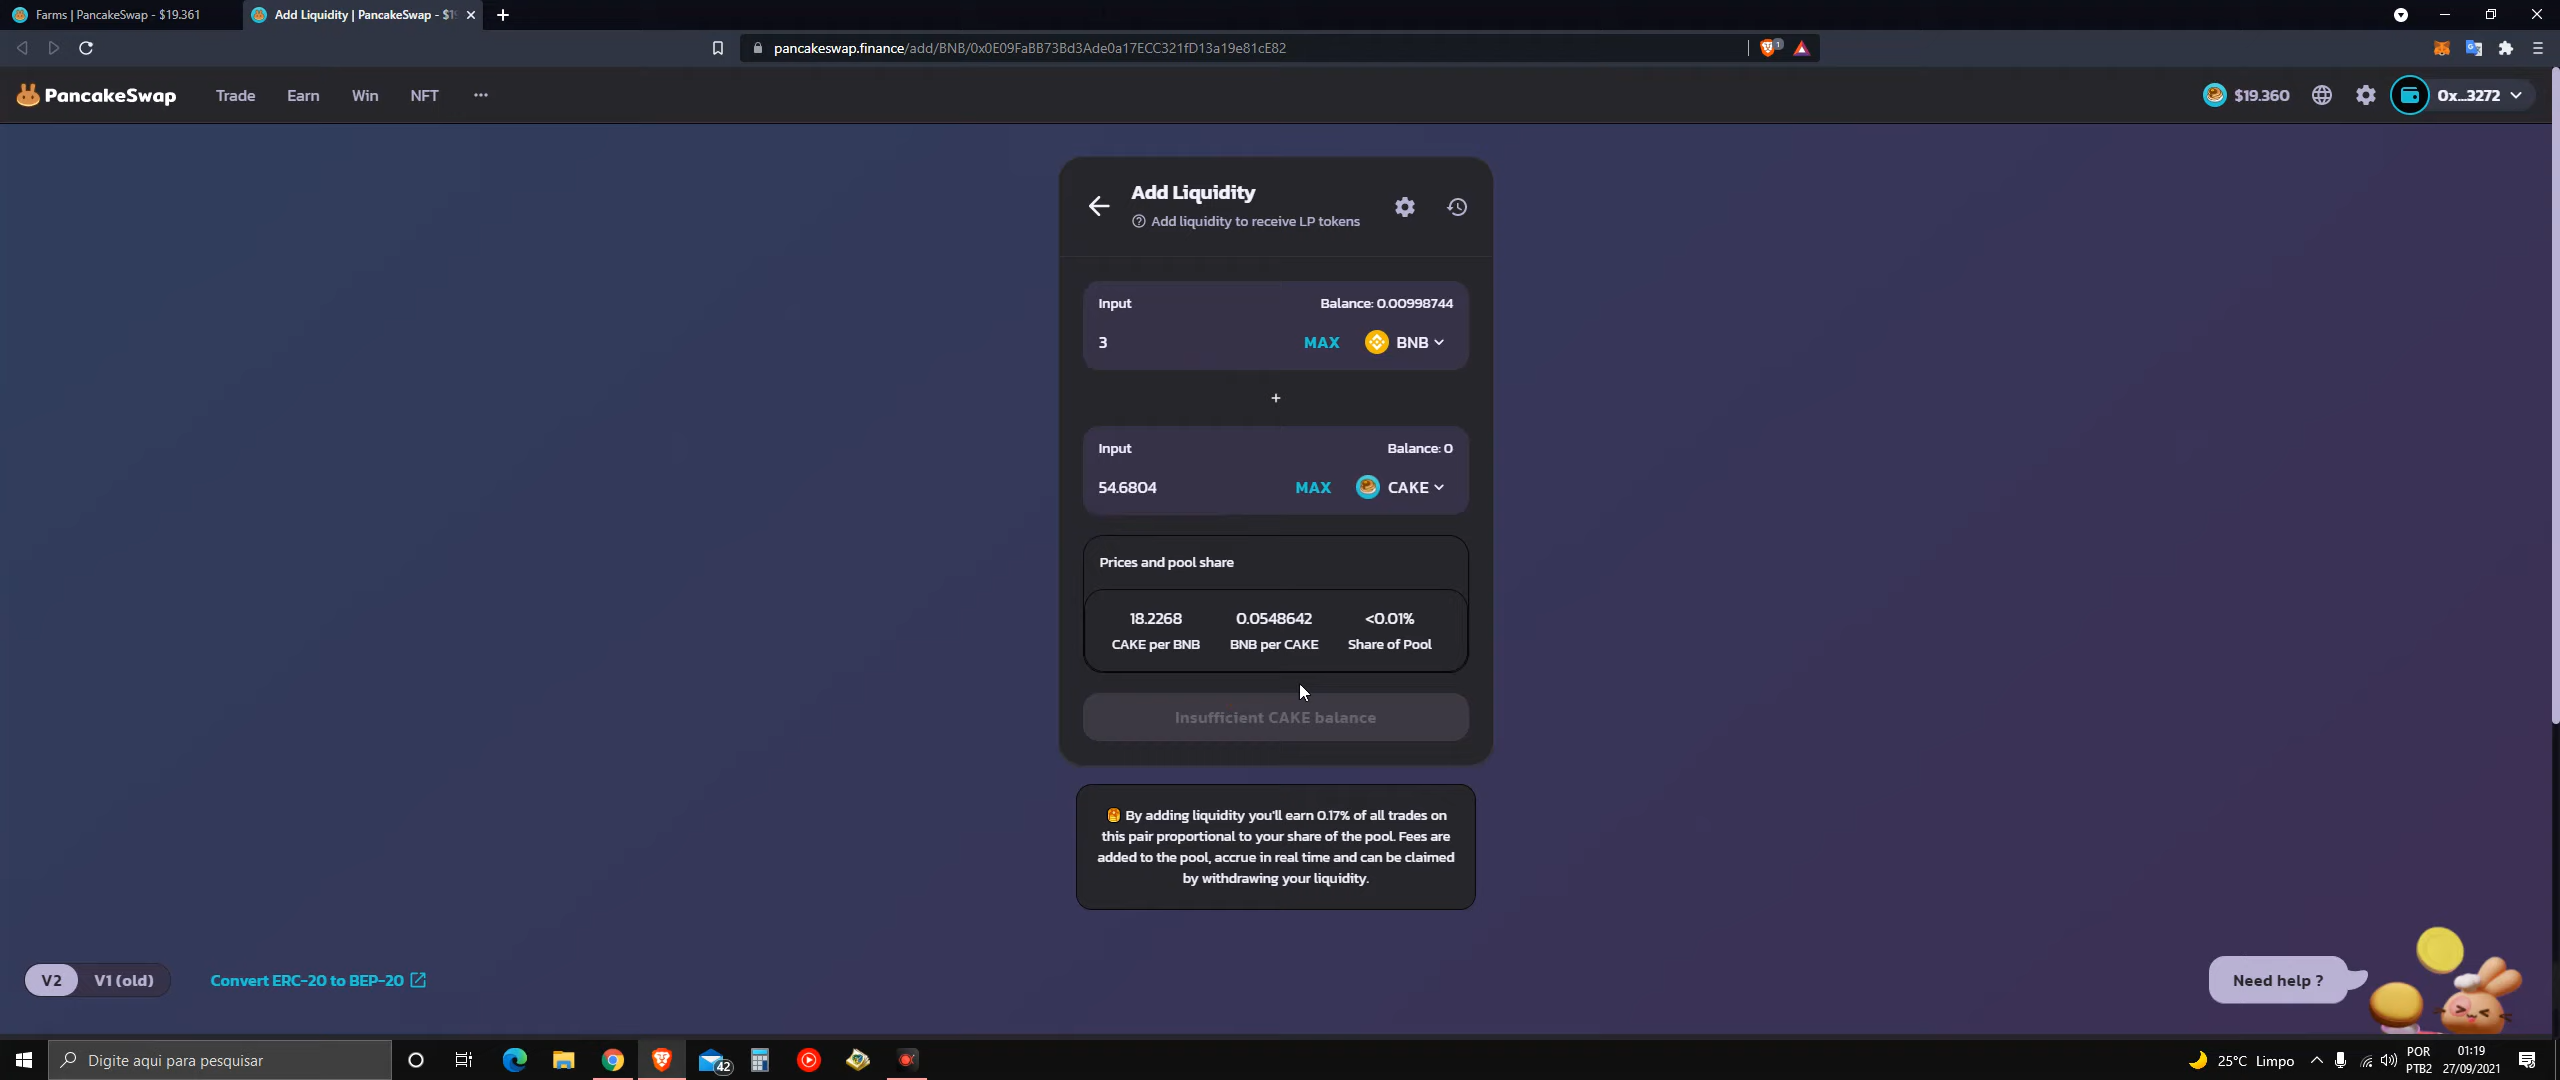 Farms | PancakeSwap - $19.361
Add Liquidity | PancakeSwap - $1
pancakeswap.finance/add/BNB/0x0E09FaBB73Bd3Ade0a17ECC321fD13a19e81cE82
1
PancakeSwap
Trade
Earn
Win
NFT
$19.360
0x...3272
Add Liquidity
Add liquidity to receive LP tokens
Input
Balance: 0.00998744
3
MAX
BNB
+
Input
Balance: 0
54.6804
MAX
CAKE
Prices and pool share
18.2268
0.0548642
<0.01%
CAKE per BNB
BNB per CAKE
Share of Pool
Insufficient CAKE balance
By adding liquidity you'll earn 0.17% of all trades on
this pair proportional to your share of the pool. Fees are
added to the pool, accrue in real time and can be claimed
by withdrawing your liquidity.
V2
V1 (old)
Convert ERC-20 to BEP-20
Need help ?
Digite aqui para pesquisar
42
25°C Limpo
POR
PTB2
01:19
27/09/2021